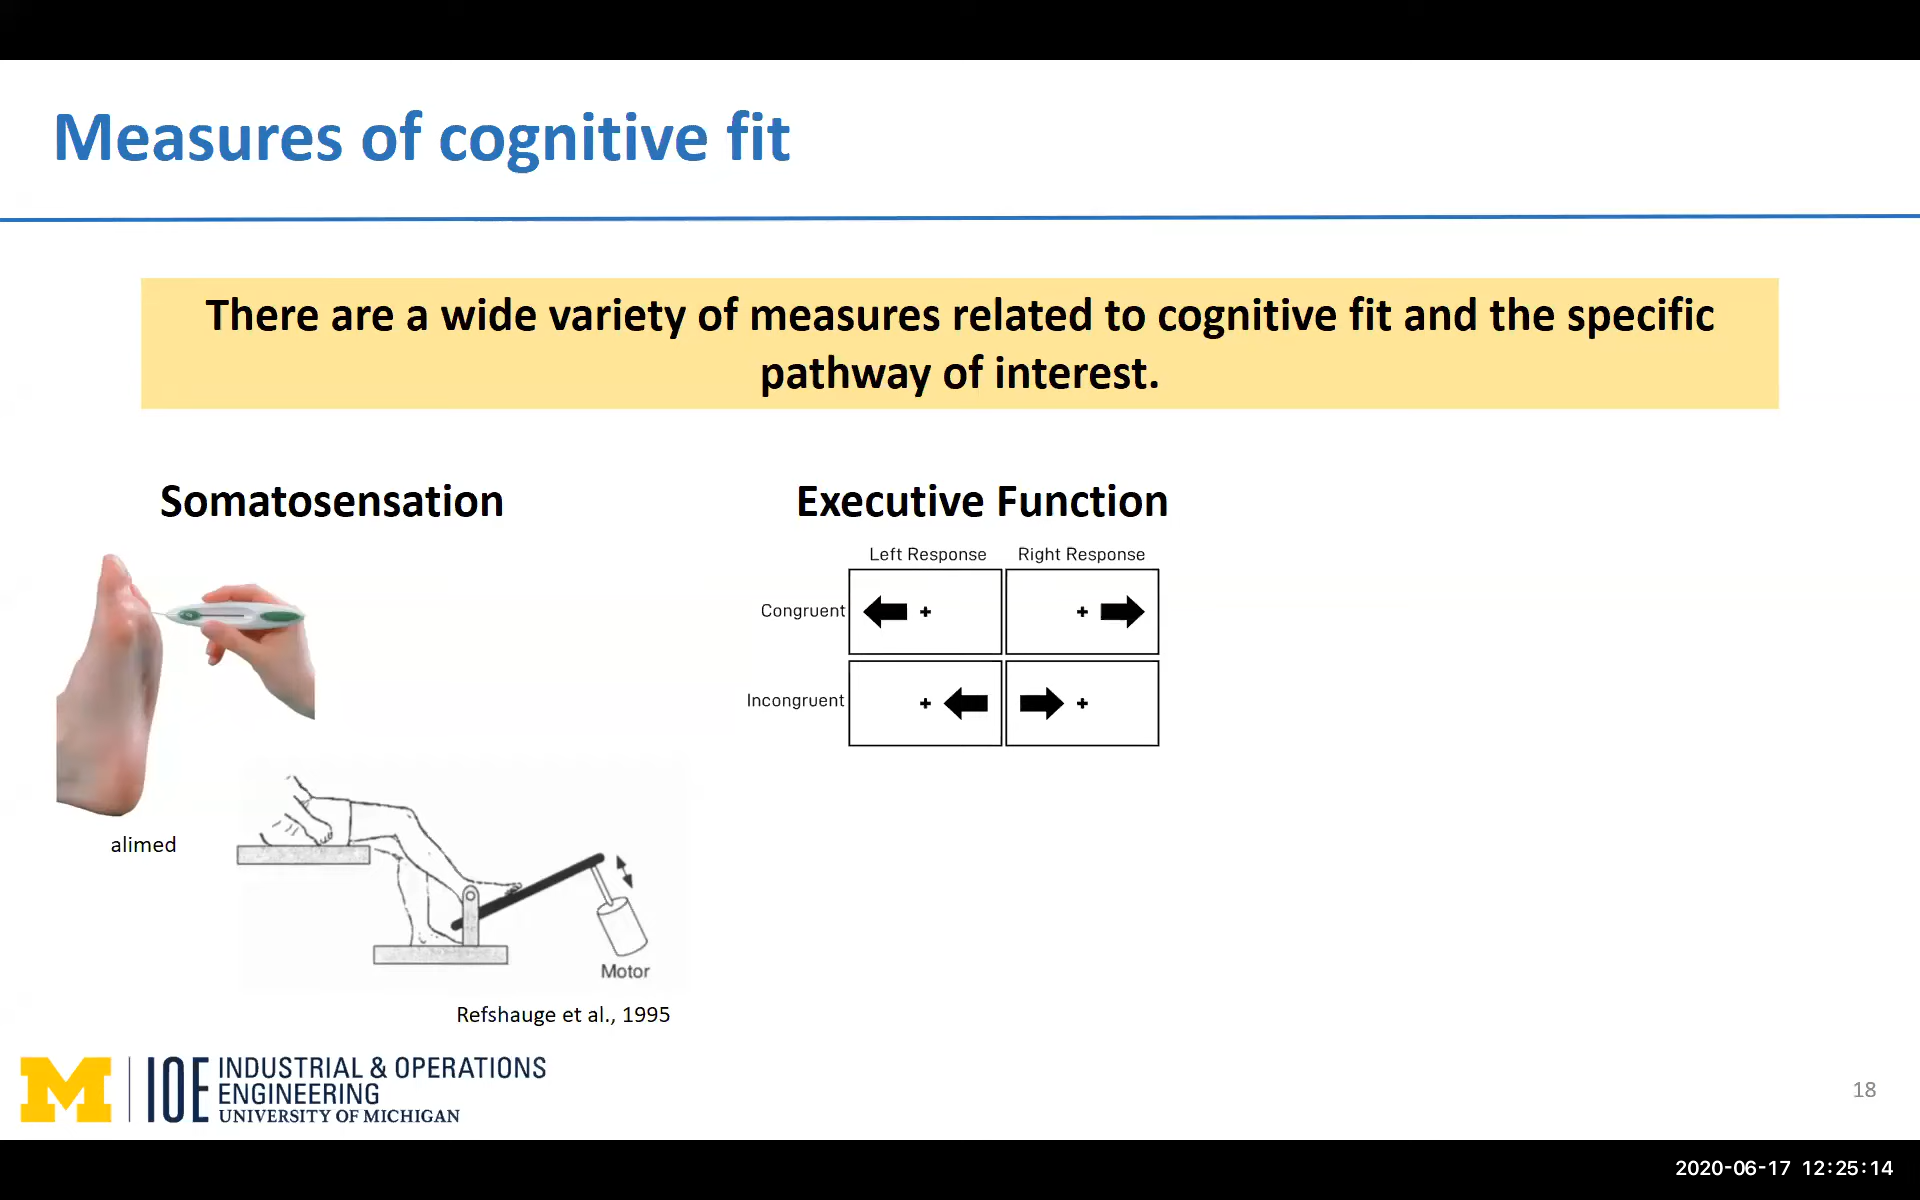 Measures of cognitive fit
There are a wide variety of measures related to cognitive fit and the specific
pathway of interest.
Somatosensation
alimed
Motor
Refshauge et al., 1995
Executive Function
Left Response Right Response
Congruent
Incongruent
M IOE INDUSTRIAL & OPERATIONS
ENGINEERING
UNIVERSITY OF MICHIGAN
18
2020-06-17 12:25:14